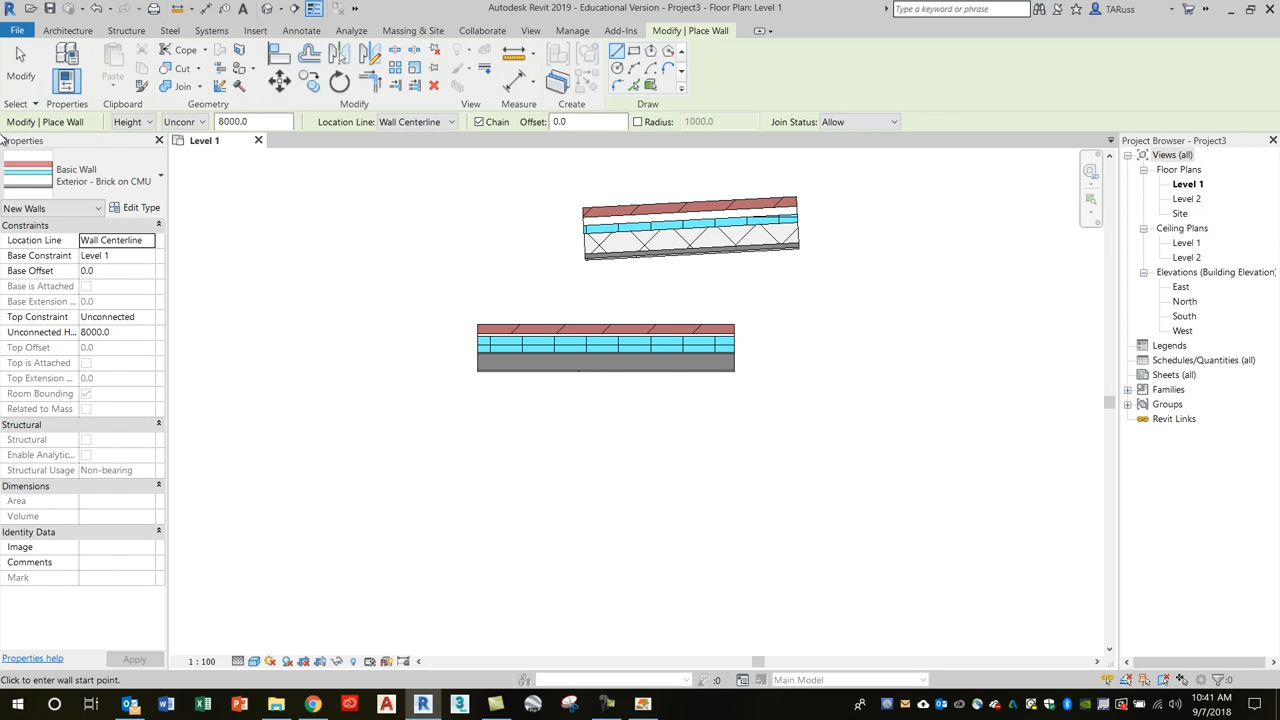 Autodesk Revit 2019 - Educational Version - Project3 - Floor Plan: Level 1
Type a keyword or phrase
TARuss
File
Architecture
Structure
Steel
Systems
Insert
Annotate
Analyze
Massing & Site
Collaborate
View
Manage
Add-Ins
Modify | Place Wall
Modify
Paste
Cope
Cut
Join
Select
Properties
Clipboard
Geometry
Modify
View
Measure
Create
Draw
Modify | Place Wall
Height
Unconr
8000.0
Location Line:
Wall Centerline
Chain
Offset:
0.0
Radius:
1000.0
Join Status:
Allow
Properties
Level 1
Project Browser - Project3
Basic Wall
Exterior - Brick on CMU
New Walls
Edit Type
Constraints
Location Line Wall Centerline
Base Constraint Level 1
Base Offset 0.0
Base is Attached
Base Extension ... 0.0
Top Constraint Unconnected
Unconnected H... 8000.0
Top Offset 0.0
Top is Attached
Top Extension ... 0.0
Room Bounding
Related to Mass
Structural
Structural
Enable Analytic...
Structural Usage Non-bearing
Dimensions
Area
Volume
Identity Data
Image
Comments
Mark
Properties help
Apply
Views (all)
Floor Plans
Level 1
Level 2
Site
Ceiling Plans
Level 1
Level 2
Elevations (Building Elevation)
East
North
South
West
Legends
Schedules/Quantities (all)
Sheets (all)
Families
Groups
Revit Links
1 : 100
Click to enter wall start point.
:0
Main Model
:0
10:41 AM
9/7/2018